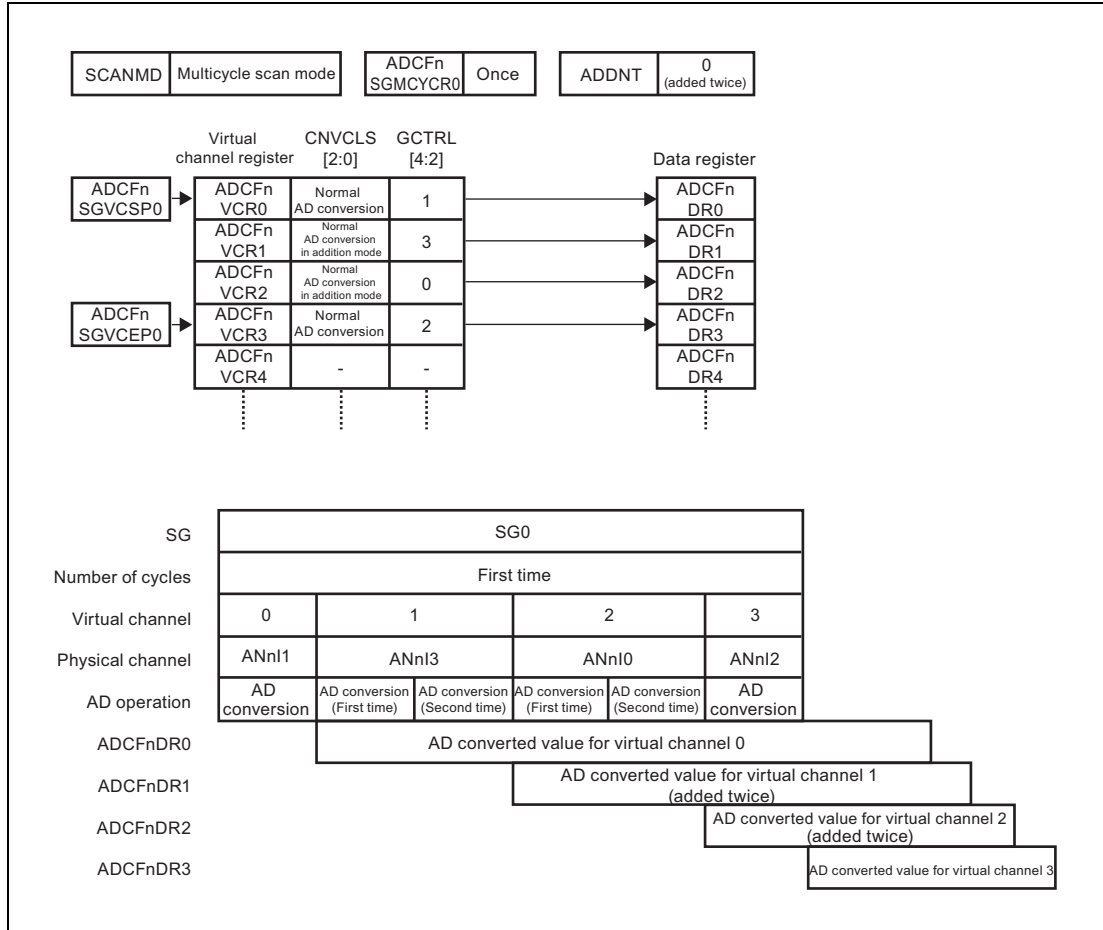 SCANMD Multicycle scan mode
ADCFn
SGMCYCR0 Once
ADDNT 0
(added twice)
Virtual
channel register
CNVCLS
[2:0]
GCTRL
[4:2]
Data register
ADCFn
SGVCSP0
ADCFn
VCR0
Normal
AD conversion
1
ADCFn
DR0
ADCFn
VCR1
Normal
AD conversion
in addition mode
3
ADCFn
DR1
ADCFn
VCR2
Normal
AD conversion
in addition mode
0
ADCFn
DR2
ADCFn
SGVCEP0
ADCFn
VCR3
Normal
AD conversion
2
ADCFn
DR3
ADCFn
VCR4
-
-
ADCFn
DR4
SG SG0
Number of cycles First time
Virtual channel 0 1 2 3
Physical channel ANnI1 ANnI3 ANnI0 ANnI2
AD operation
AD
conversion
AD conversion
(First time)
AD conversion
(Second time)
AD conversion
(First time)
AD conversion
(Second time)
AD
conversion
ADCFnDR0 AD converted value for virtual channel 0
ADCFnDR1 AD converted value for virtual channel 1
(added twice)
ADCFnDR2 AD converted value for virtual channel 2
(added twice)
ADCFnDR3 AD converted value for virtual channel 3